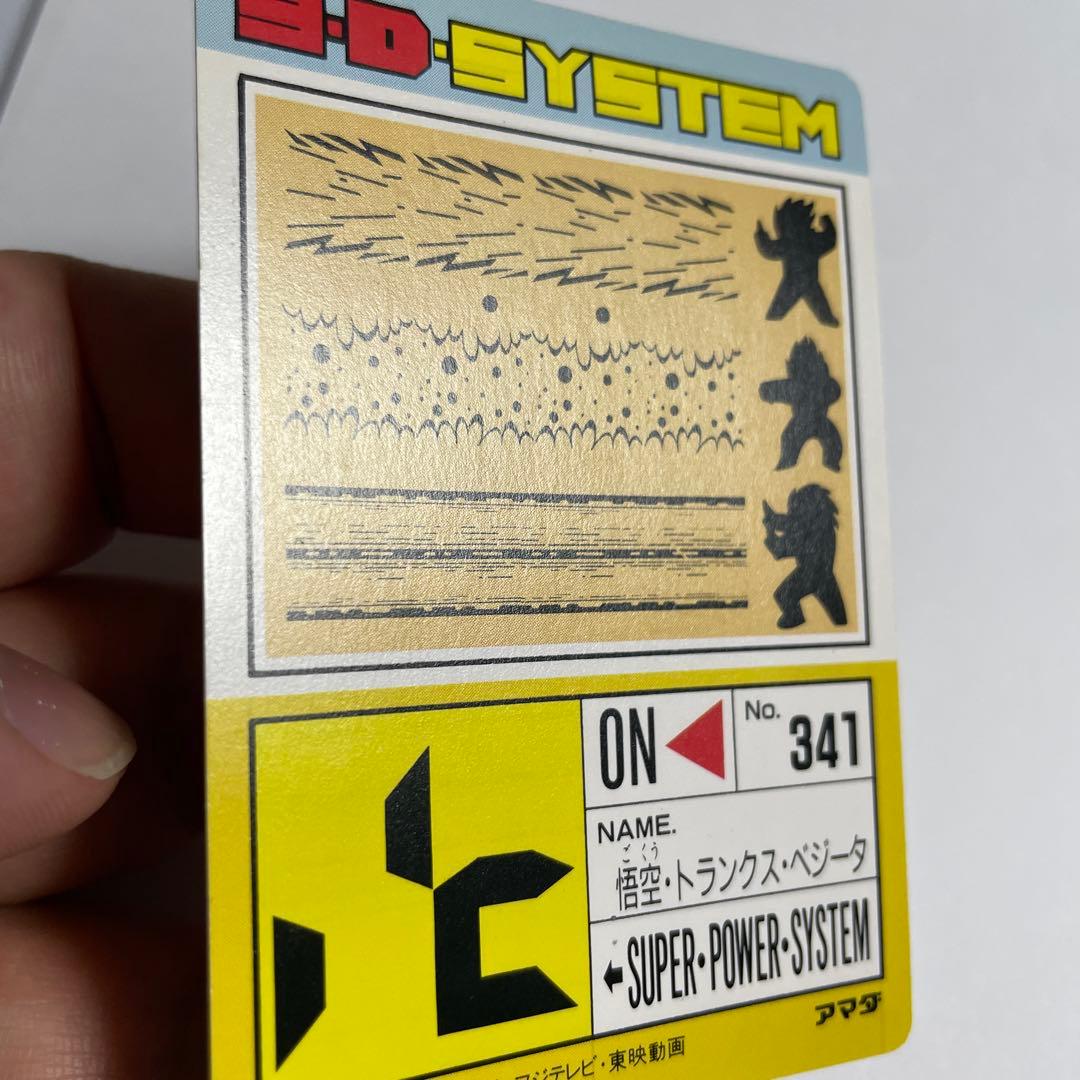 3·D·SYSTEM
ON
No.
341
NAME.
ごくう
悟空・トランクス・ベジータ
←SUPER・POWER・SYSTEM
アマダ
フジテレビ・東映動画